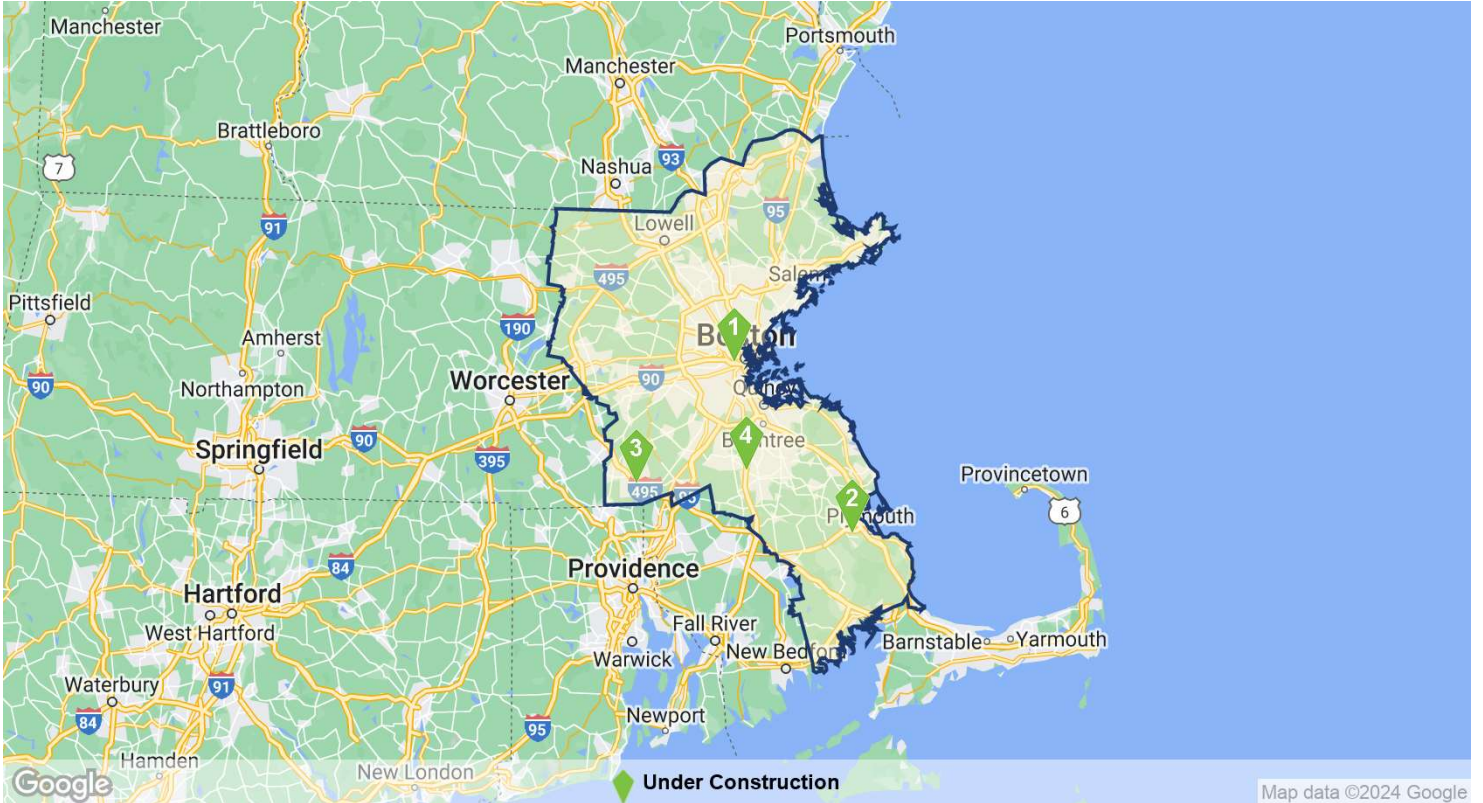 Manchester
Portsmouth
Manchester
Brattleboro
93
7
Nashua
91
95
Lowell
495
Salem
Pittsfield
190
1
Boston
Amherst
90
Northampton
90
Worcester
Quincy
Springfield
90
395
3
4
Braintree
495
95
2
Plymouth
Provincetown
6
84
Providence
Hartford
West Hartford
Fall River
Warwick
New Bedford
Barnstable
Yarmouth
Waterbury
91
84
Newport
95
Hamden
New London
Google
Under Construction
Map data ©2024 Google